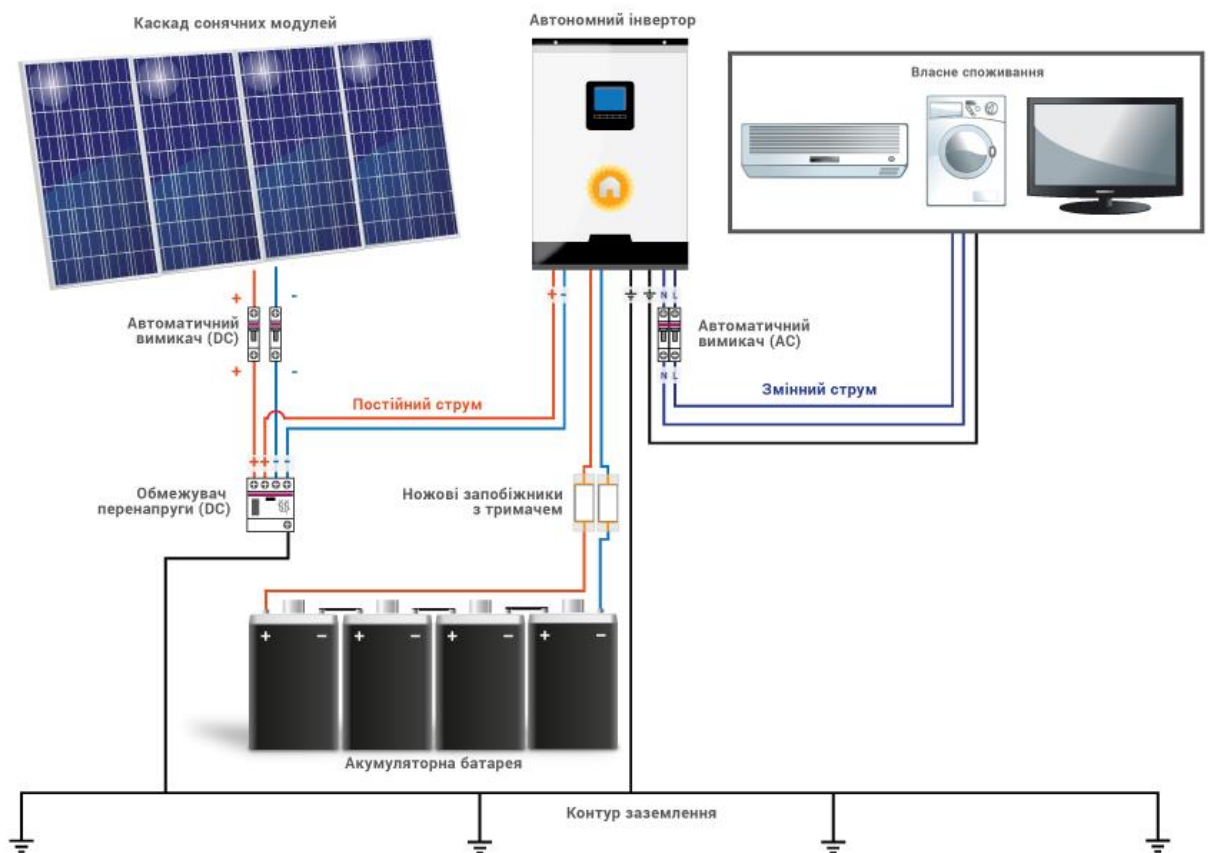 Каскад сонячних модулей
Автономний інвертор
Власне споживання
+ -
+ - N L
Автоматичний
вимикач (DC)
Автоматичний
вимикач (AC)
+ -
N L
Постійний струм
Змінний струм
+ + - -
Обмежувач
перенапруги (DC)
Ножові запобіжники
з тримачем
+ − + − + − + −
Акумуляторна батарея
Контур заземлення